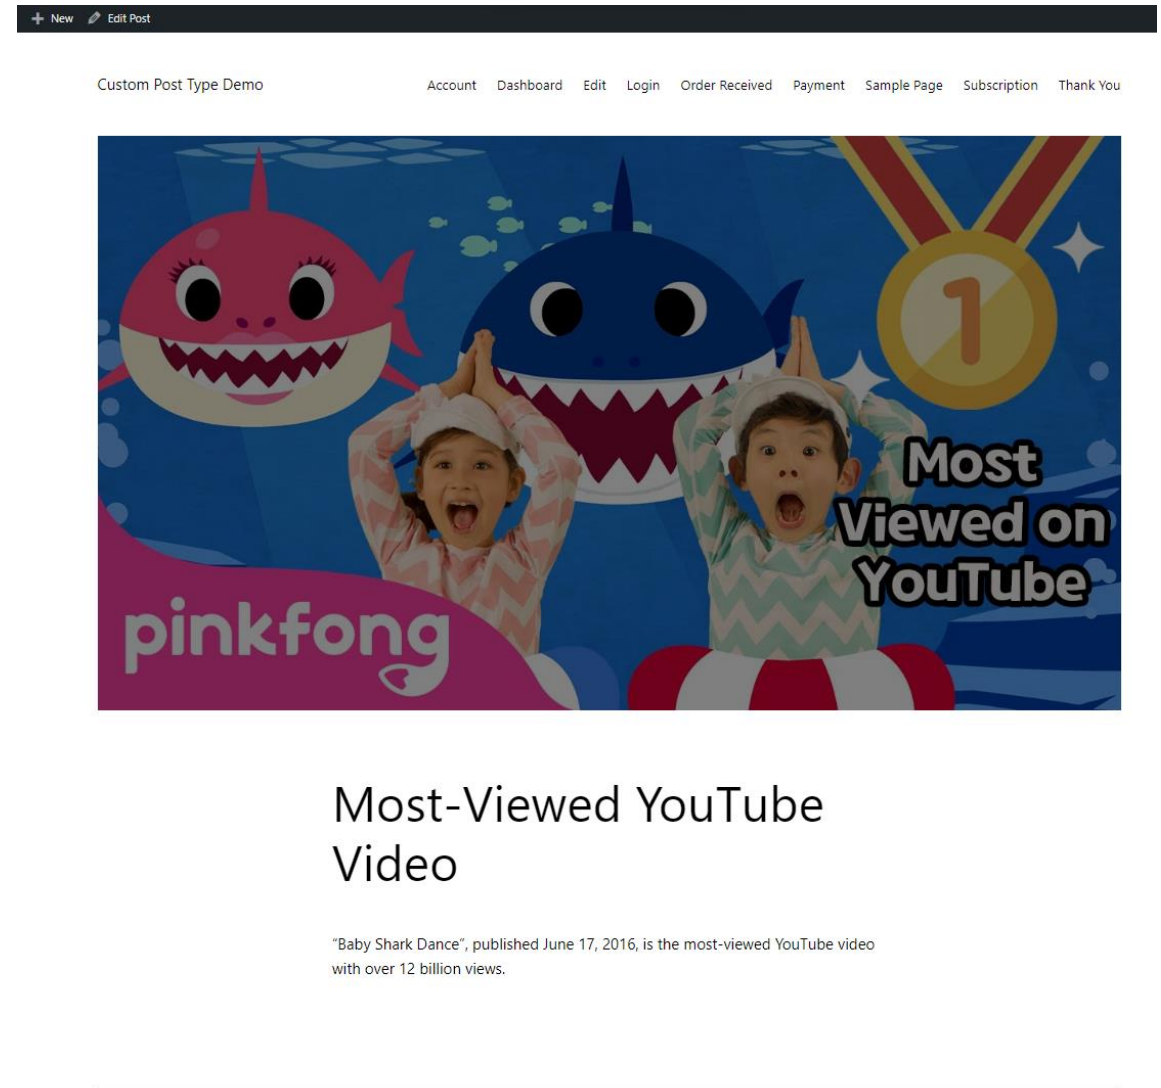 New Edit Post
Custom Post Type Demo Account Dashboard Edit Login Order Received Payment Sample Page Subscription Thank You
1
Most
Viewed on
YouTube
pinkfong
Most-Viewed YouTube
Video
“Baby Shark Dance”, published June 17, 2016, is the most-viewed YouTube video
with over 12 billion views.